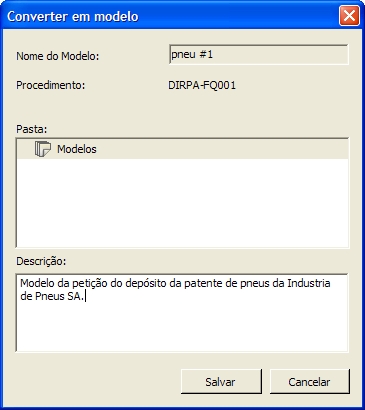 Converter em modelo
Nome do Modelo: pneu #1
Procedimento: DIRPA-FQ001
Pasta:
Modelos
Descrição:
Modelo da petição do depósito da patente de pneus da Industria
de Pneus SA.
Salvar Cancelar